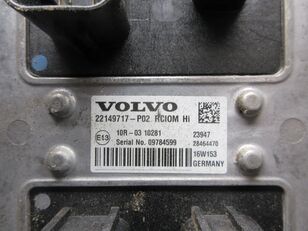 VOLVO
22149717-P02 RCIOM Hi
E13 10R-03 10281 23947
Serial No. 09784599 28464470
16W153
GERMANY